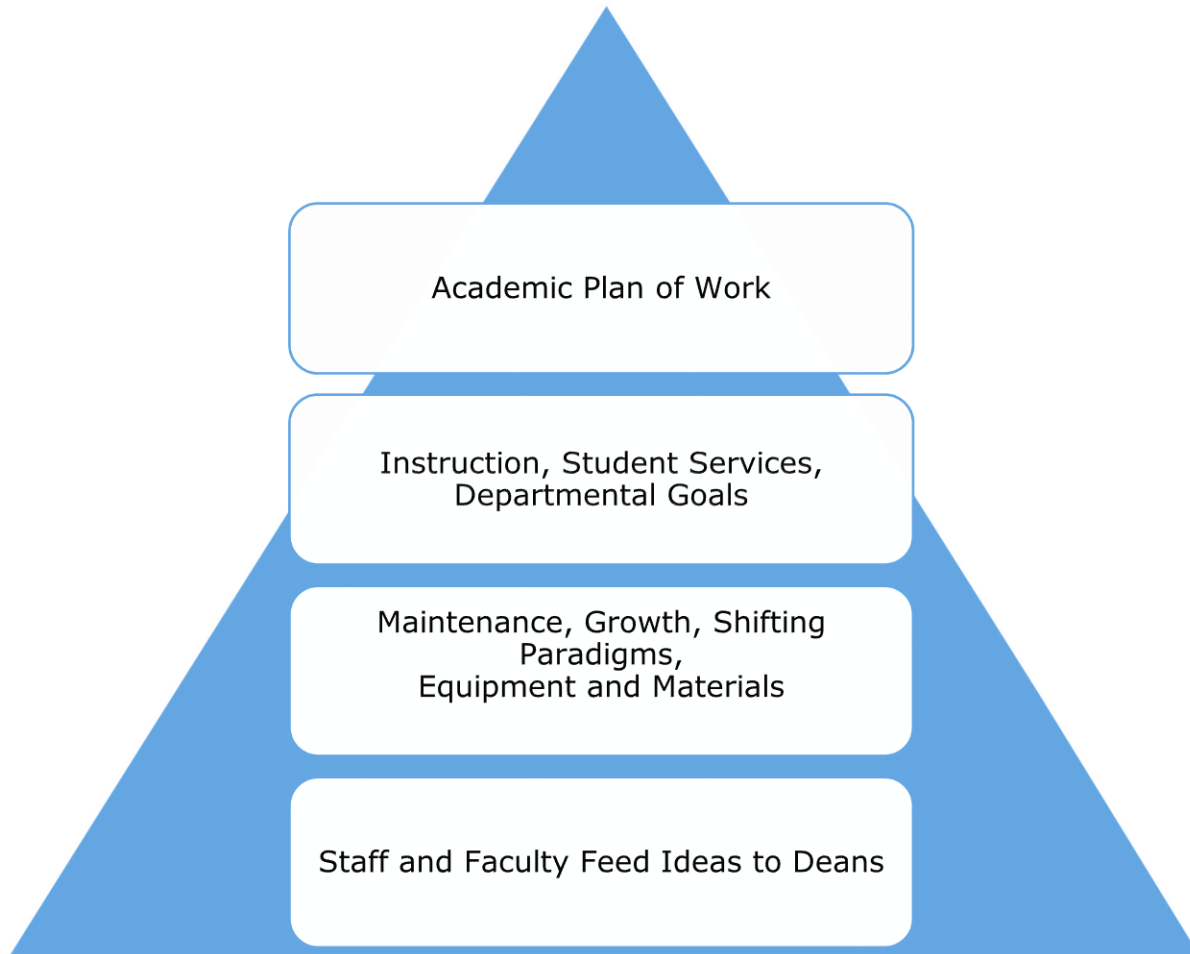 Academic Plan of Work
Instruction, Student Services,
Departmental Goals
Maintenance, Growth, Shifting
Paradigms,
Equipment and Materials
Staff and Faculty Feed Ideas to Deans